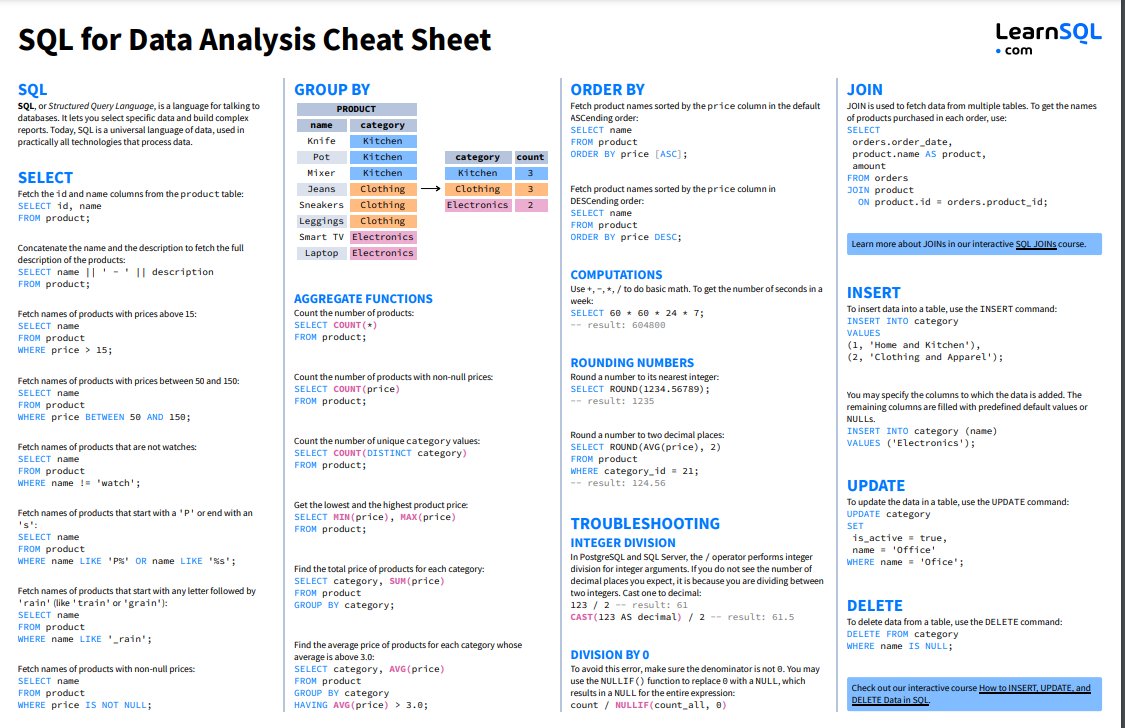 SQL for Data Analysis Cheat Sheet
LearnSQL
• com
SQL
SQL, or Structured Query Language, is a language for talking to
databases. It lets you select specific data and build complex
reports. Today, SQL is a universal language of data, used in
practically all technologies that process data.
SELECT
Fetch the id and name columns from the product table:
SELECT id, name
FROM product;
Concatenate the name and the description to fetch the full
description of the products:
SELECT name || ' - ' || description
FROM product;
Fetch names of products with prices above 15:
SELECT name
FROM product
WHERE price > 15;
Fetch names of products with prices between 50 and 150:
SELECT name
FROM product
WHERE price BETWEEN 50 AND 150;
Fetch names of products that are not watches:
SELECT name
FROM product
WHERE name != 'watch';
Fetch names of products that start with a 'P' or end with an
's':
SELECT name
FROM product
WHERE name LIKE 'P%' OR name LIKE '%s';
Fetch names of products that start with any letter followed by
'rain' (like 'train' or 'grain'):
SELECT name
FROM product
WHERE name LIKE '_rain';
Fetch names of products with non-null prices:
SELECT name
FROM product
WHERE price IS NOT NULL;
GROUP BY
PRODUCT
name category
Knife Kitchen
Pot Kitchen
Mixer Kitchen
Jeans Clothing
Sneakers Clothing
Leggings Clothing
Smart TV Electronics
Laptop Electronics
category count
Kitchen 3
Clothing 3
Electronics 2
AGGREGATE FUNCTIONS
Count the number of products:
SELECT COUNT(*)
FROM product;
Count the number of products with non-null prices:
SELECT COUNT(price)
FROM product;
Count the number of unique category values:
SELECT COUNT(DISTINCT category)
FROM product;
Get the lowest and the highest product price:
SELECT MIN(price), MAX(price)
FROM product;
Find the total price of products for each category:
SELECT category, SUM(price)
FROM product
GROUP BY category;
Find the average price of products for each category whose
average is above 3.0:
SELECT category, AVG(price)
FROM product
GROUP BY category
HAVING AVG(price) > 3.0;
ORDER BY
Fetch product names sorted by the price column in the default
ASCending order:
SELECT name
FROM product
ORDER BY price [ASC];
Fetch product names sorted by the price column in
DESCending order:
SELECT name
FROM product
ORDER BY price DESC;
COMPUTATIONS
Use +, -, *, / to do basic math. To get the number of seconds in a
week:
SELECT 60 * 60 * 24 * 7;
-- result: 604800
ROUNDING NUMBERS
Round a number to its nearest integer:
SELECT ROUND(1234.56789);
-- result: 1235
Round a number to two decimal places:
SELECT ROUND(AVG(price), 2)
FROM product
WHERE category_id = 21;
-- result: 124.56
TROUBLESHOOTING
INTEGER DIVISION
In PostgreSQL and SQL Server, the / operator performs integer
division for integer arguments. If you do not see the number of
decimal places you expect, it is because you are dividing between
two integers. Cast one to decimal:
123 / 2 -- result: 61
CAST(123 AS decimal) / 2 -- result: 61.5
DIVISION BY 0
To avoid this error, make sure the denominator is not 0. You may
use the NULLIF() function to replace 0 with a NULL, which
results in a NULL for the entire expression:
count / NULLIF(count_all, 0)
JOIN
JOIN is used to fetch data from multiple tables. To get the names
of products purchased in each order, use:
SELECT
orders.order_date,
product.name AS product,
amount
FROM orders
JOIN product
ON product.id = orders.product_id;
Learn more about JOINs in our interactive SQL JOINs course.
INSERT
To insert data into a table, use the INSERT command:
INSERT INTO category
VALUES
(1, 'Home and Kitchen'),
(2, 'Clothing and Apparel');
You may specify the columns to which the data is added. The
remaining columns are filled with predefined default values or
NULLs.
INSERT INTO category (name)
VALUES ('Electronics');
UPDATE
To update the data in a table, use the UPDATE command:
UPDATE category
SET
is_active = true,
name = 'Office'
WHERE name = 'Ofice';
DELETE
To delete data from a table, use the DELETE command:
DELETE FROM category
WHERE name IS NULL;
Check out our interactive course How to INSERT, UPDATE, and
DELETE Data in SQL.